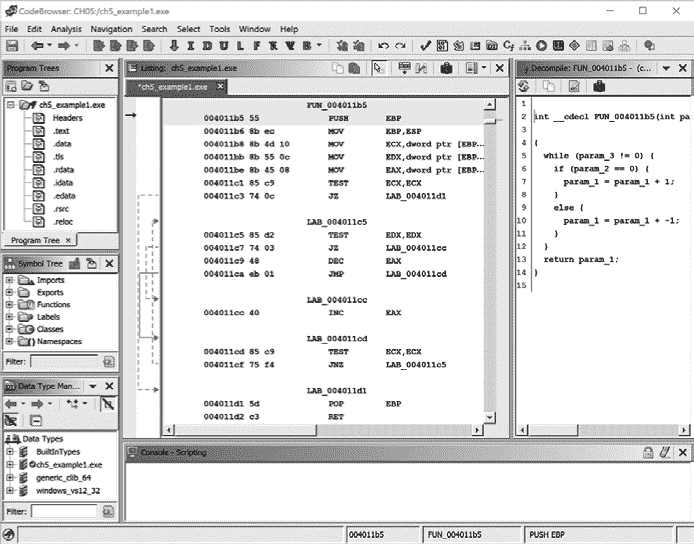 CodeBrowser: CH05:/ch5_example1.exe
File Edit Analysis Navigation Search Select Tools Window Help
I D U L F R V B
Program Trees
ch5_example1.exe
Headers
.text
.data
.tls
.rdata
.idata
.edata
.rsrc
.reloc
Program Tree ×
Symbol Tree
Imports
Exports
Functions
Labels
Classes
Namespaces
Filter:
Data Type Man...
Data Types
BuiltInTypes
ch5_example1.exe
generic_clib_64
windows_vs12_32
Filter:
Listing: ch5_example1.exe
*ch5_example1.exe
FUN_004011b5
004011b5 55 PUSH EBP
004011b6 8b ec MOV EBP,ESP
004011b8 8b 4d 10 MOV ECX,dword ptr [EBP...
004011bb 8b 55 0c MOV EDX,dword ptr [EBP...
004011be 8b 45 08 MOV EAX,dword ptr [EBP...
004011c1 85 c9 TEST ECX,ECX
004011c3 74 0c JZ LAB_004011d1
LAB_004011c5
004011c5 85 d2 TEST EDX,EDX
004011c7 74 03 JZ LAB_004011cc
004011c9 48 DEC EAX
004011ca eb 01 JMP LAB_004011cd
LAB_004011cc
004011cc 40 INC EAX
LAB_004011cd
004011cd 85 c9 TEST ECX,ECX
004011cf 75 f4 JNZ LAB_004011c5
LAB_004011d1
004011d1 5d POP EBP
004011d2 c3 RET
Decompile: FUN_004011b5 - (c...
1
2 int __cdecl FUN_004011b5(int pa
3
4 {
5 while (param_3 != 0) {
6 if (param_2 == 0) {
7 param_1 = param_1 + 1;
8 }
9 else {
10 param_1 = param_1 + -1;
11 }
12 }
13 return param_1;
14 }
15
Console - Scripting
004011b5 FUN_004011b5 PUSH EBP